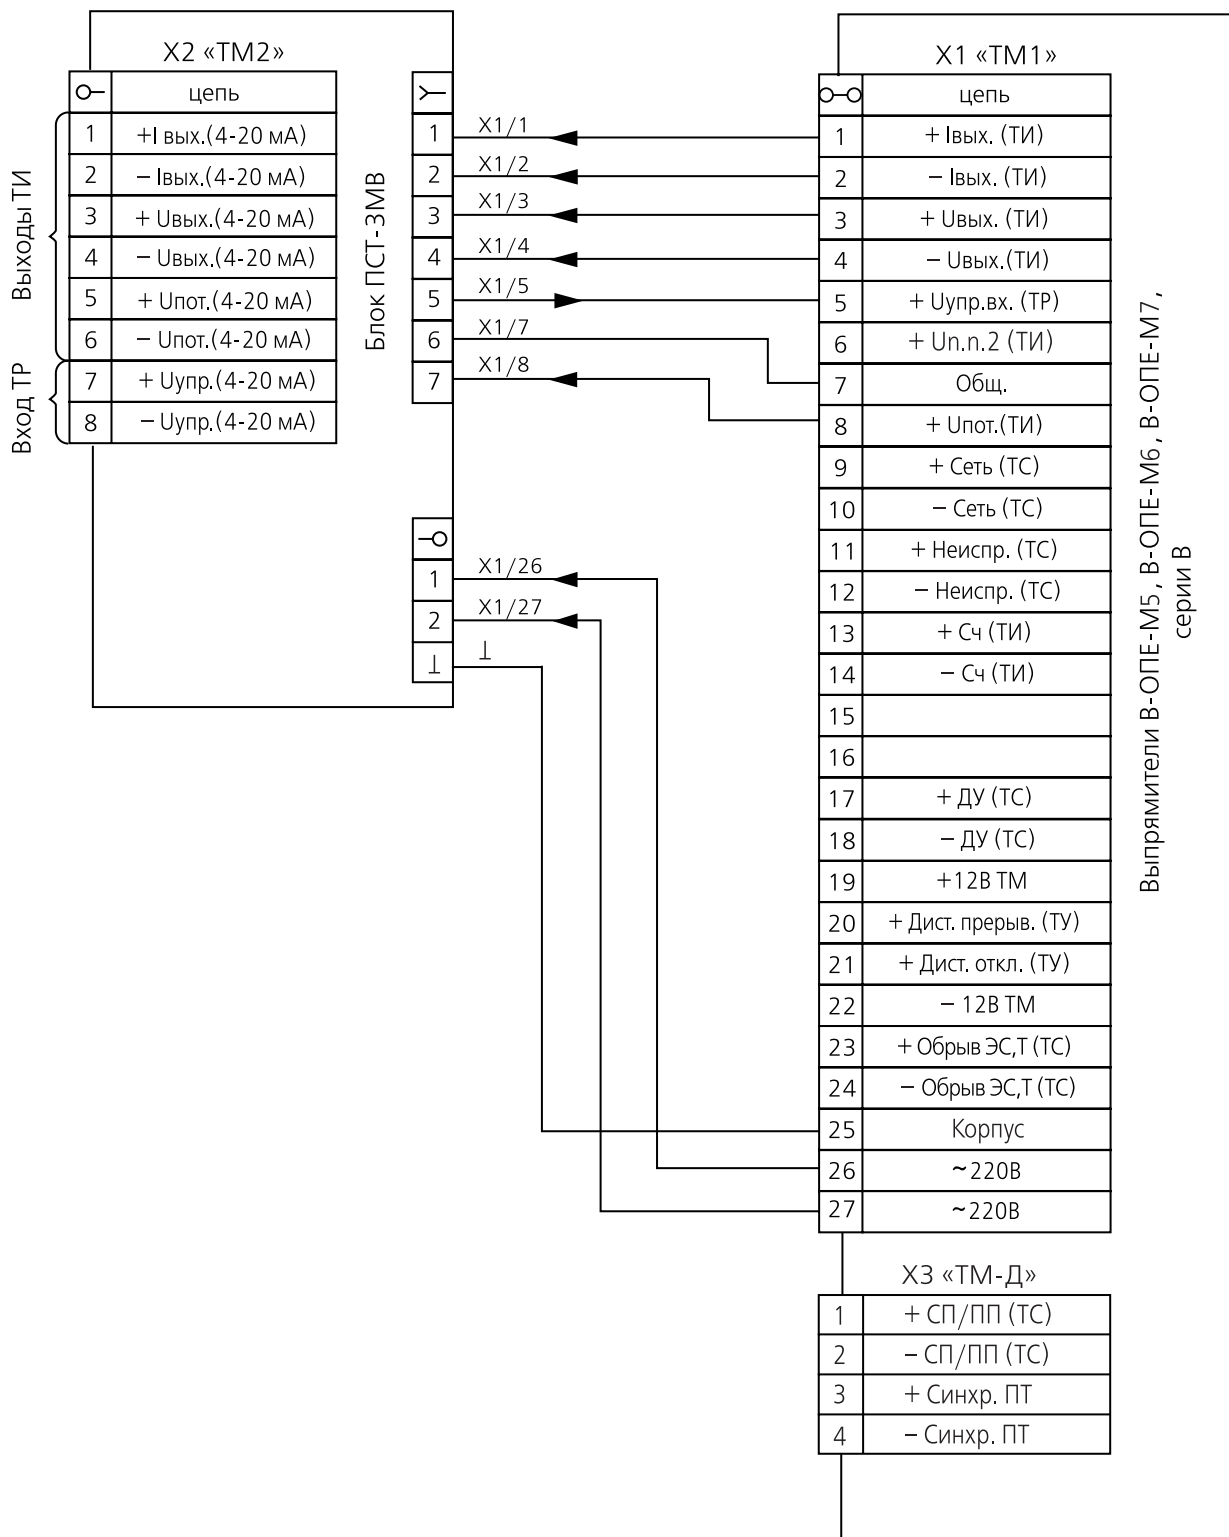 X2 «ТМ2»
цепь
1 +I вых.(4-20 мА)
2 − Iвых.(4-20 мА)
3 + Uвых.(4-20 мА)
4 − Uвых.(4-20 мА)
5 + Uпот.(4-20 мА)
6 − Uпот.(4-20 мА)
7 + Uупр.(4-20 мА)
8 − Uупр.(4-20 мА)
Выходы ТИ
Вход ТР
Блок ПСТ-3МВ
1
2
3
4
5
6
7
X1/1
X1/2
X1/3
X1/4
X1/5
X1/7
X1/8
1
2
⊥
X1/26
X1/27
⊥
X1 «ТМ1»
цепь
1 + Iвых. (ТИ)
2 − Iвых. (ТИ)
3 + Uвых. (ТИ)
4 − Uвых.(ТИ)
5 + Uупр.вх. (ТР)
6 + Uп.п.2 (ТИ)
7 Общ.
8 + Uпот.(ТИ)
9 + Сеть (ТС)
10 − Сеть (ТС)
11 + Неиспр. (ТС)
12 − Неиспр. (ТС)
13 + Сч (ТИ)
14 − Сч (ТИ)
15
16
17 + ДУ (ТС)
18 − ДУ (ТС)
19 +12В ТМ
20 + Дист. прерыв. (ТУ)
21 + Дист. откл. (ТУ)
22 − 12В ТМ
23 + Обрыв ЭС,Т (ТС)
24 − Обрыв ЭС,Т (ТС)
25 Корпус
26 ~220В
27 ~220В
Выпрямители В-ОПЕ-М5, В-ОПЕ-М6, В-ОПЕ-М7,
серии В
X3 «ТМ-Д»
1 + СП/ПП (ТС)
2 − СП/ПП (ТС)
3 + Синхр. ПТ
4 − Синхр. ПТ